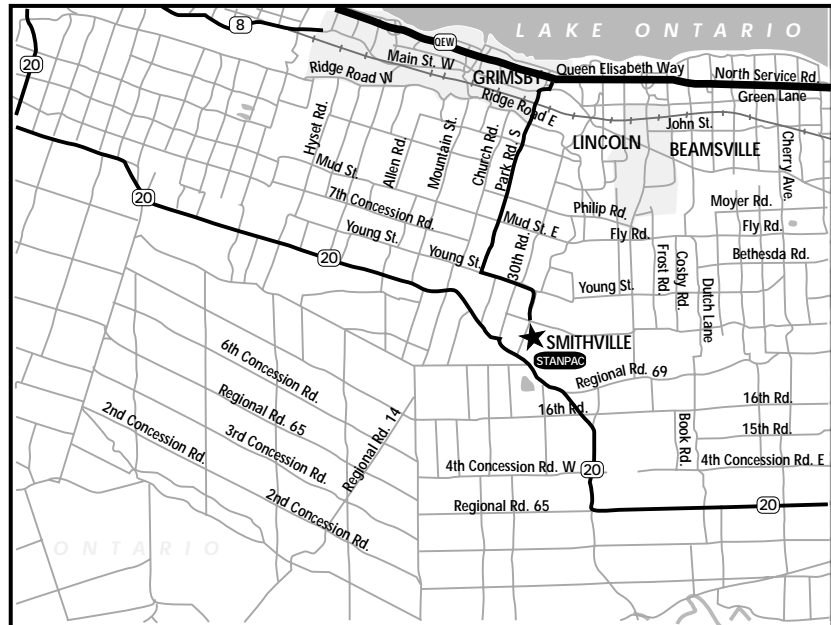 LAKE ONTARIO
8
QEW
20
Main St. W
Queen Elisabeth Way
North Service Rd.
Ridge Road W
GRIMSBY
Green Lane
Ridge Road E
John St.
Hyset Rd.
Allen Rd.
Mountain St.
Church Rd.
Park Rd. S
LINCOLN
BEAMSVILLE
Cherry Ave.
Mud St.
20
7th Concession Rd.
Mud St. E
Philip Rd.
Moyer Rd.
Fly Rd.
Fly Rd.
Young St.
Young St.
30th Rd.
Bethesda Rd.
20
Young St.
Frost Rd.
Cosby Rd.
Dutch Lane
SMITHVILLE
STANPAC
6th Concession Rd.
Regional Rd. 69
Regional Rd. 65
2nd Concession Rd.
3rd Concession Rd.
Regional Rd. 14
16th Rd.
16th Rd.
Book Rd.
15th Rd.
4th Concession Rd. W
20
4th Concession Rd. E
2nd Concession Rd.
Regional Rd. 65
20
ONTARIO